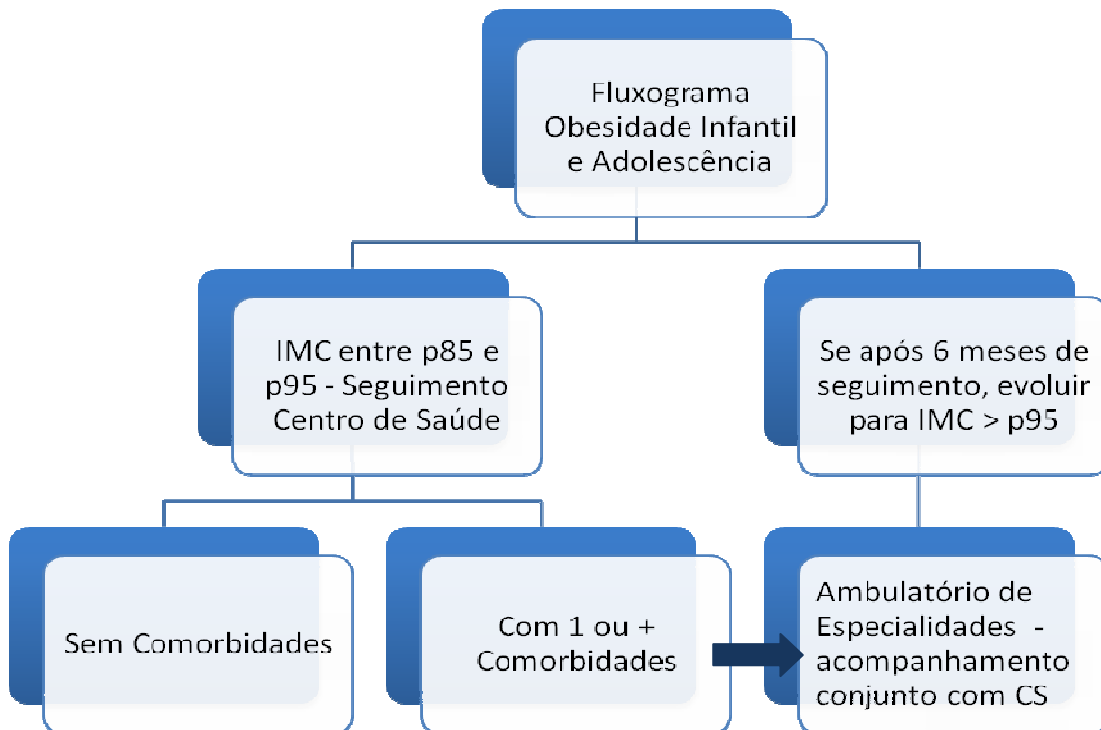 Fluxograma
Obesidade Infantil
e Adolescência
IMC entre p85 e
p95 - Seguimento
Centro de Saúde
Se após 6 meses de
seguimento, evoluir
para IMC > p95
Sem Comorbidades
Com 1 ou +
Comorbidades
Ambulatório de
Especialidades -
acompanhamento
conjunto com CS